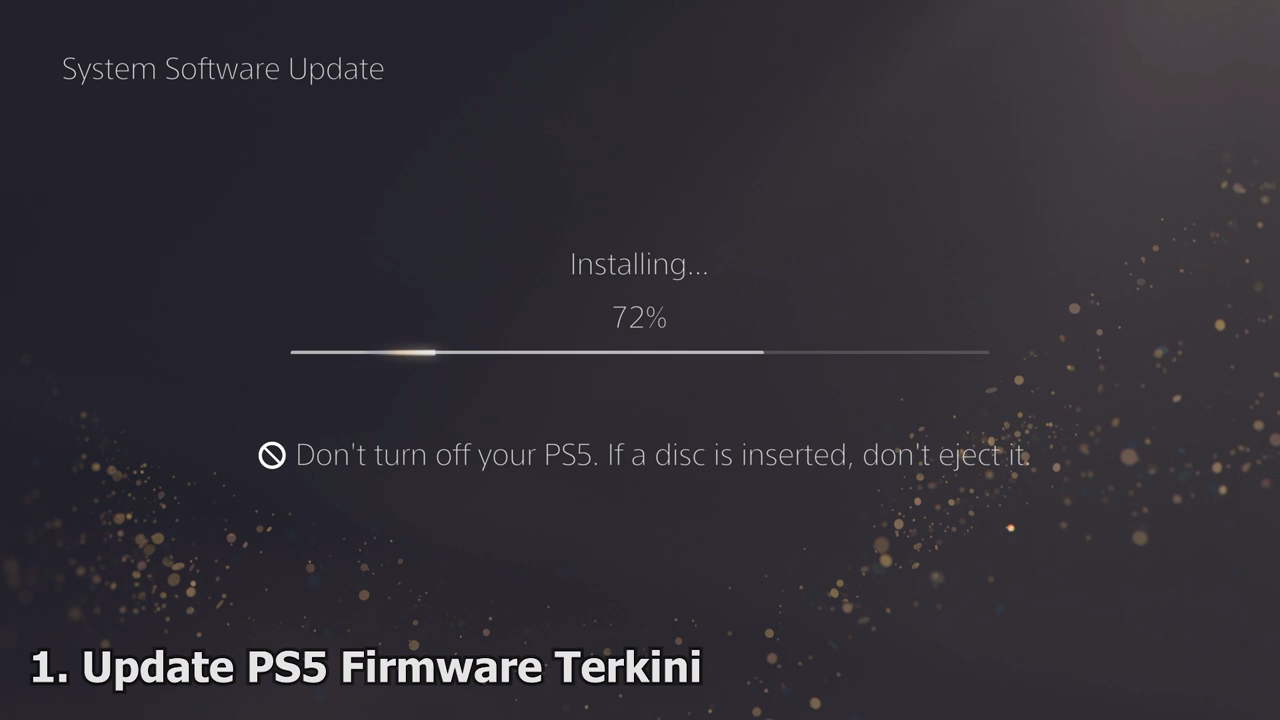 System Software Update
Installing...
72%
Don't turn off your PS5. If a disc is inserted, don't eject it.
1. Update PS5 Firmware Terkini